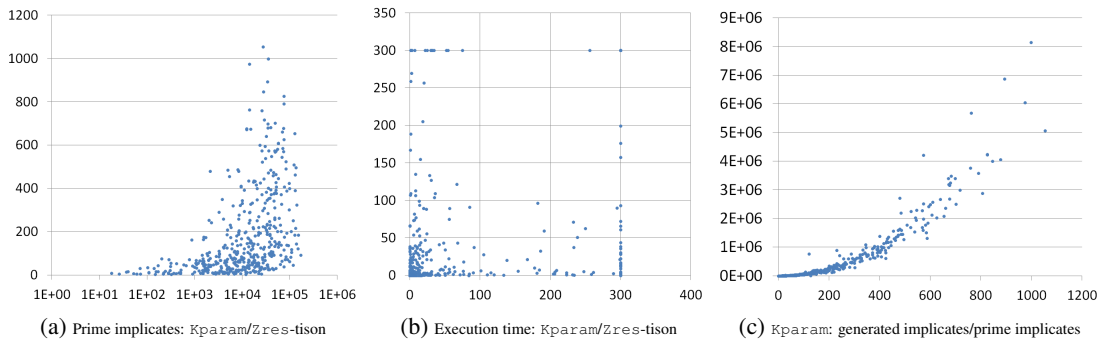 1200
1000
800
600
400
200
0
1E+00 1E+01 1E+02 1E+03 1E+04 1E+05 1E+06
(a) Prime implicates: Kparam/Zres-tison
350
300
250
200
150
100
50
0
0 100 200 300 400
(b) Execution time: Kparam/Zres-tison
9E+06
8E+06
7E+06
6E+06
5E+06
4E+06
3E+06
2E+06
1E+06
0E+00
0 200 400 600 800 1000 1200
(c) Kparam: generated implicates/prime implicates